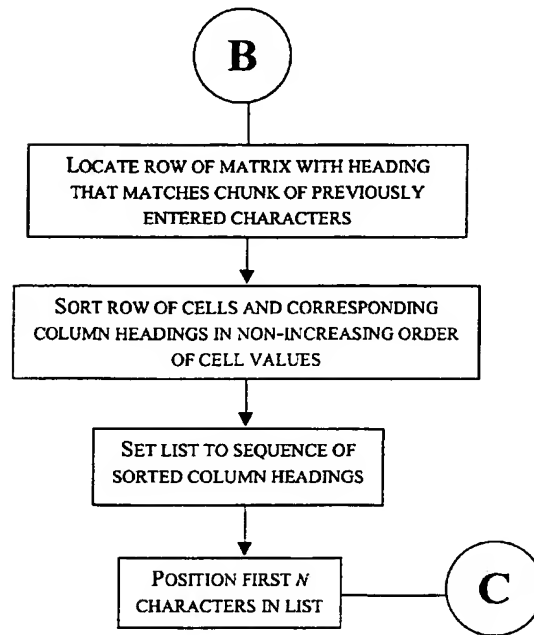 B
LOCATE ROW OF MATRIX WITH HEADING
THAT MATCHES CHUNK OF PREVIOUSLY
ENTERED CHARACTERS
SORT ROW OF CELLS AND CORRESPONDING
COLUMN HEADINGS IN NON-INCREASING ORDER
OF CELL VALUES
SET LIST TO SEQUENCE OF
SORTED COLUMN HEADINGS
POSITION FIRST N
CHARACTERS IN LIST
C